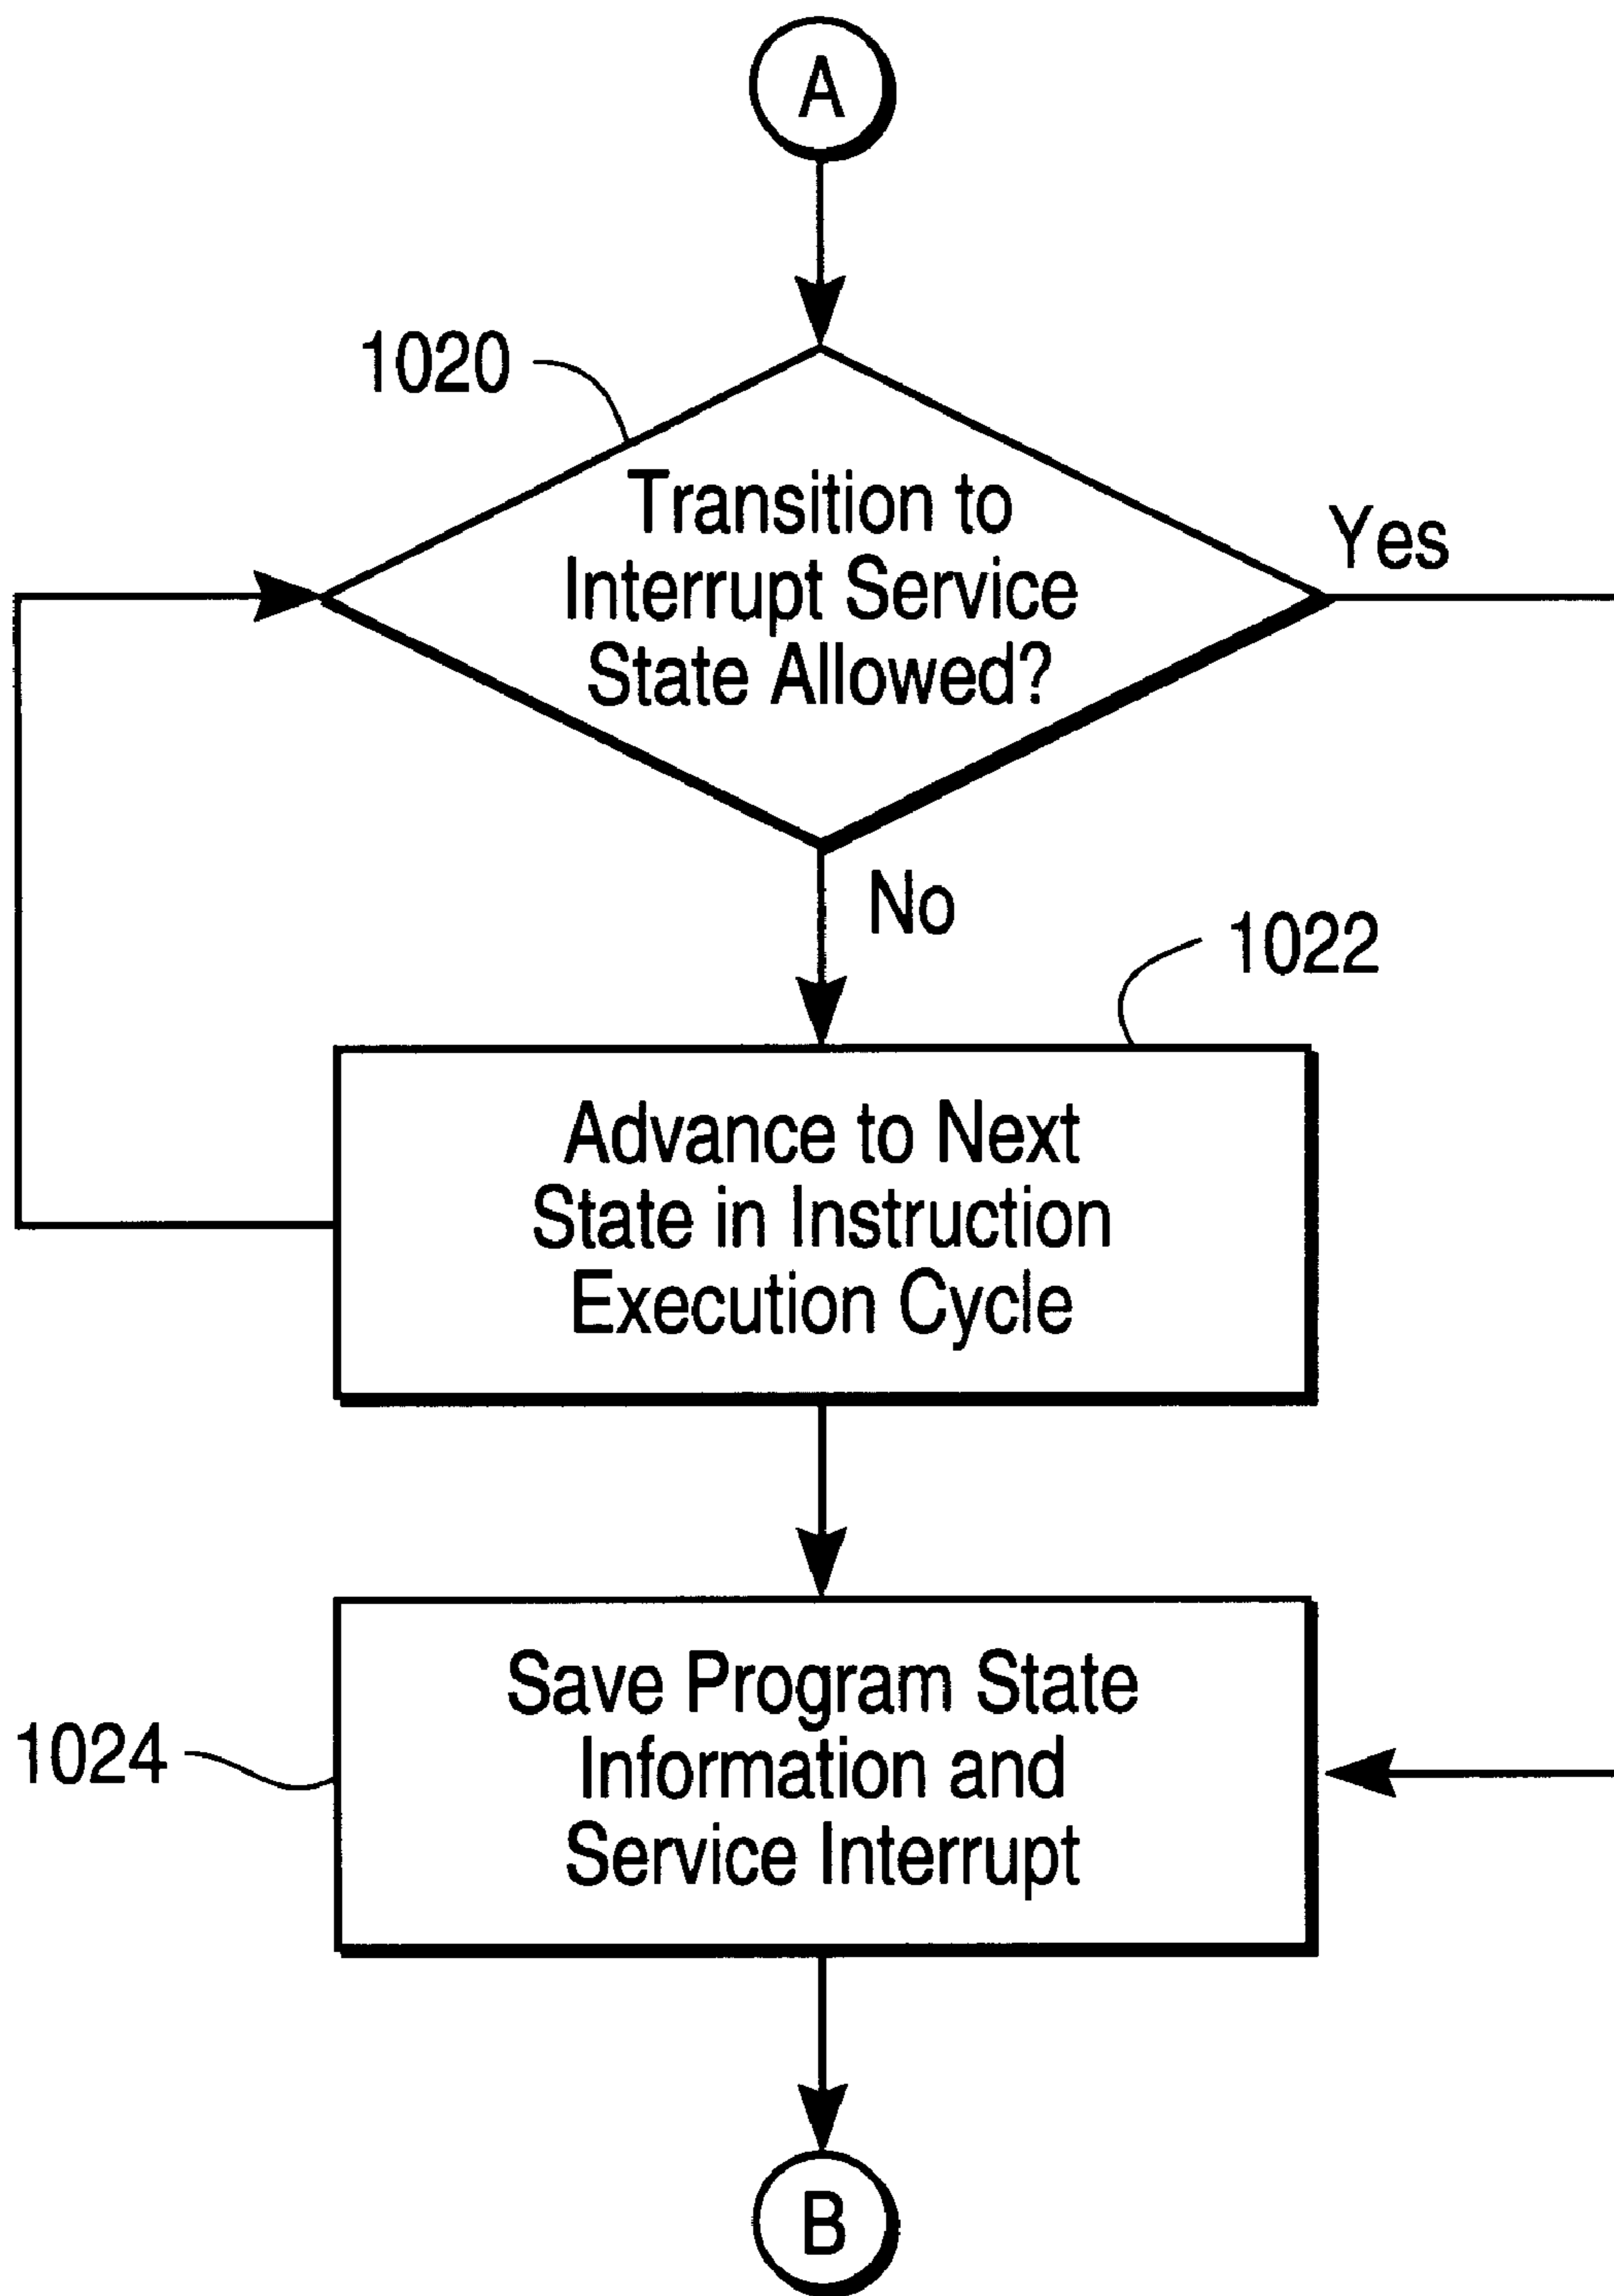 A
1020
Transition to
Interrupt Service
State Allowed?
Yes
No
1022
Advance to Next
State in Instruction
Execution Cycle
Save Program State
Information and
Service Interrupt
1024
B